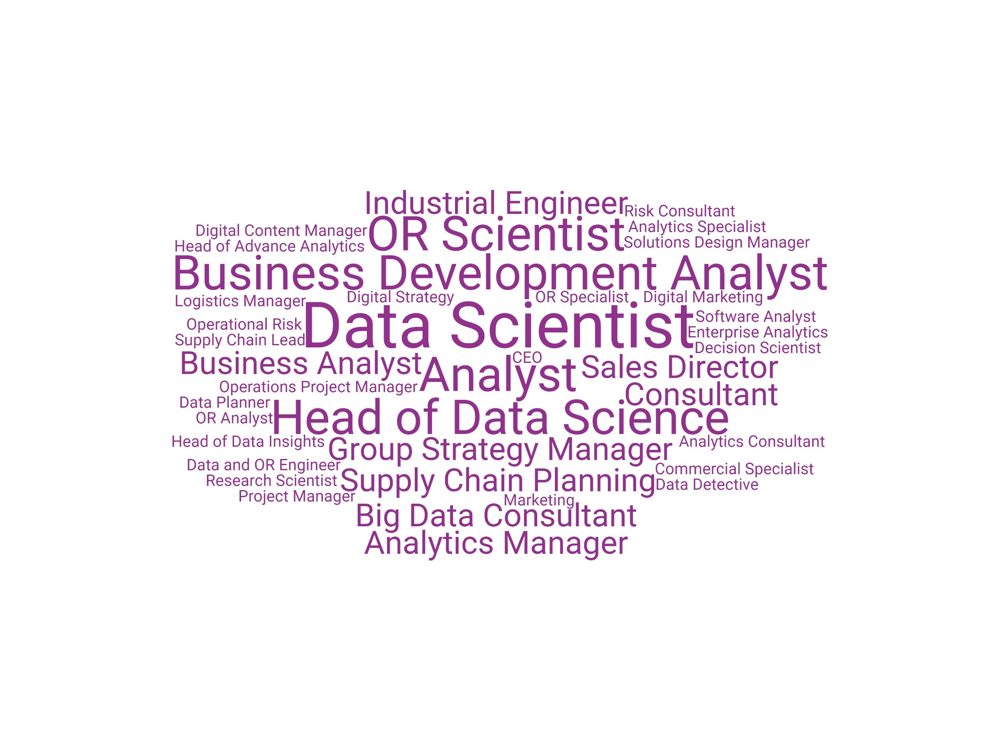 Industrial Engineer
Risk Consultant
Digital Content Manager
OR Scientist
Analytics Specialist
Head of Advance Analytics
Solutions Design Manager
Business Development Analyst
Logistics Manager
Digital Strategy
OR Specialist
Digital Marketing
Operational Risk
Data Scientist
Software Analyst
Supply Chain Lead
Enterprise Analytics
Decision Scientist
Business Analyst
CEO
Analyst
Sales Director
Operations Project Manager
Consultant
Data Planner
OR Analyst
Head of Data Science
Head of Data Insights
Group Strategy Manager
Analytics Consultant
Data and OR Engineer
Commercial Specialist
Research Scientist
Supply Chain Planning
Data Detective
Project Manager
Marketing
Big Data Consultant
Analytics Manager